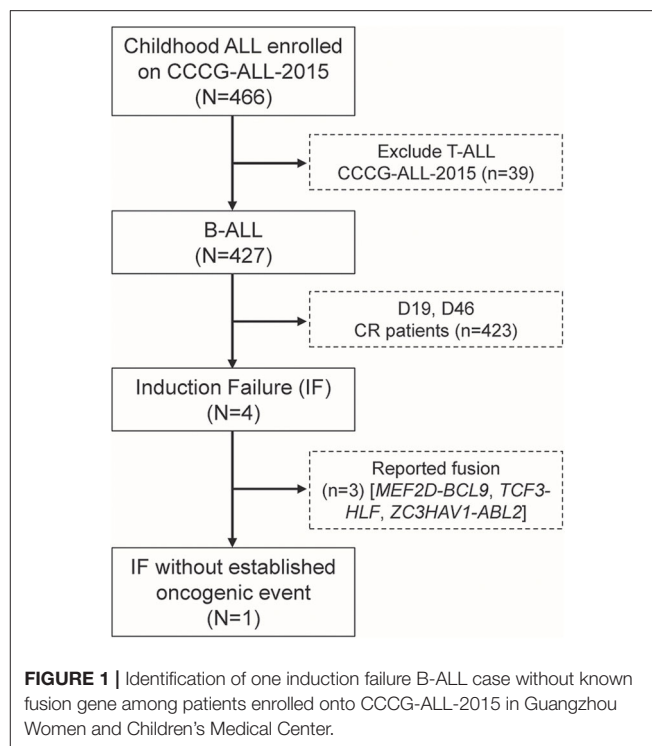 Childhood ALL enrolled
on CCCG-ALL-2015
(N=466)
Exclude T-ALL
CCCG-ALL-2015 (n=39)
B-ALL
(N=427)
D19, D46
CR patients (n=423)
Induction Failure (IF)
(N=4)
Reported fusion
(n=3) [MEF2D-BCL9, TCF3-
HLF, ZC3HAV1-ABL2]
IF without established
oncogenic event
(N=1)
FIGURE 1 | Identification of one induction failure B-ALL case without known
fusion gene among patients enrolled onto CCCG-ALL-2015 in Guangzhou
Women and Children's Medical Center.